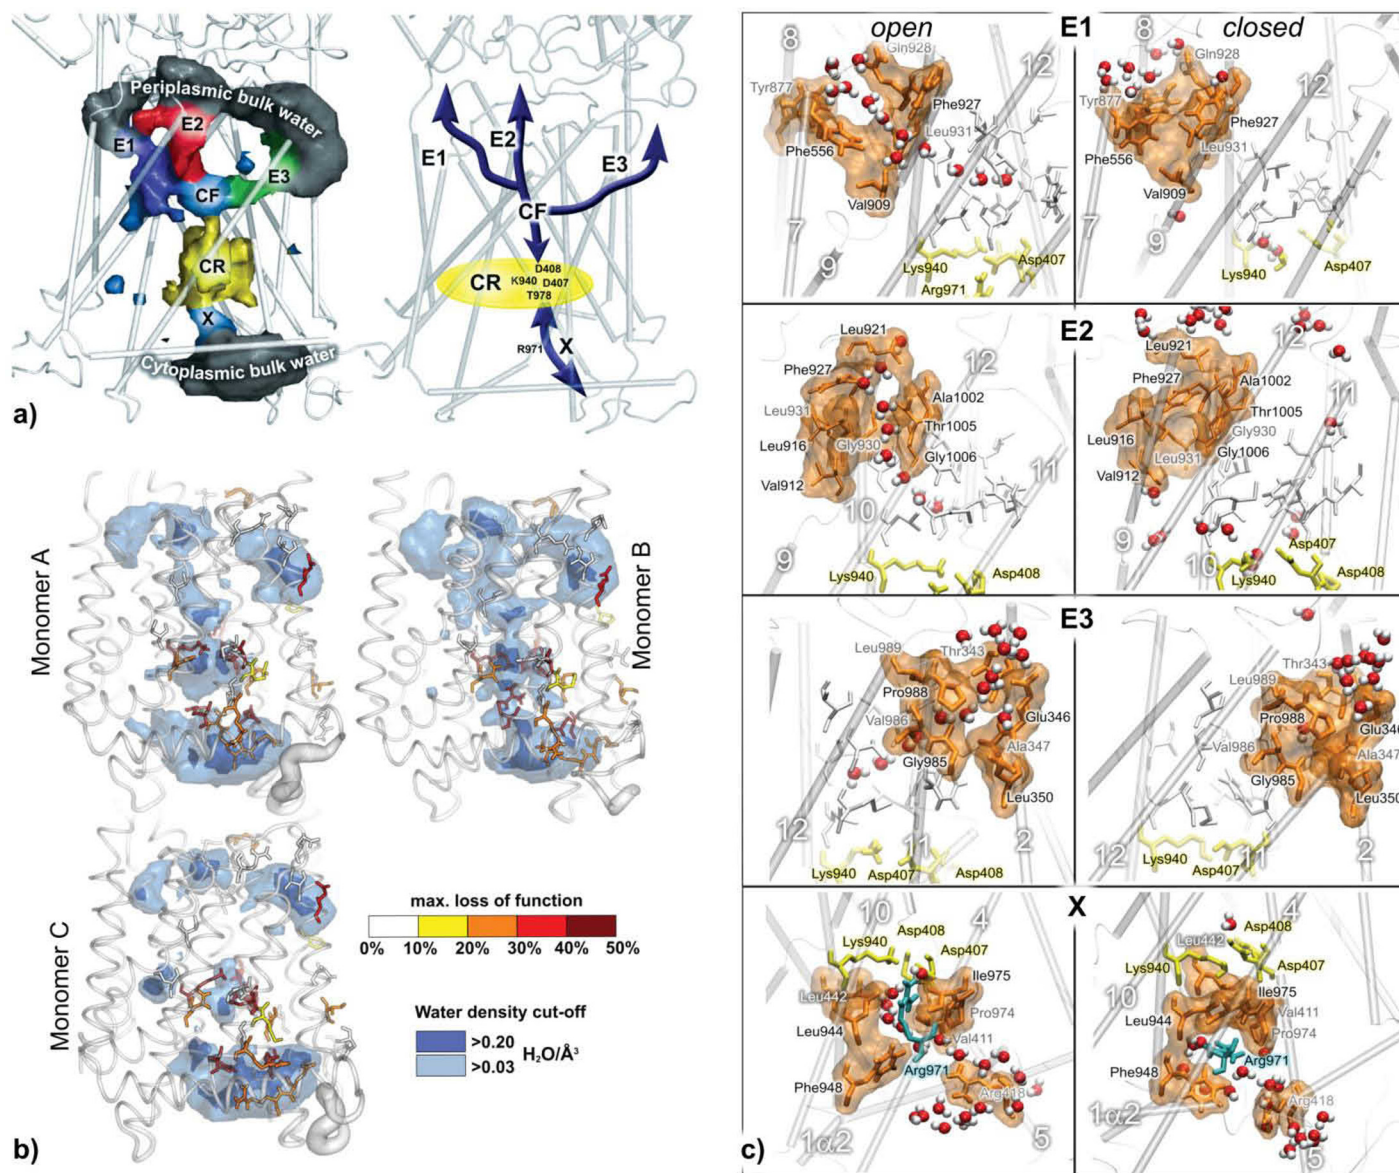 Periplasmic bulk water
E1
E2
E3
CF
CR
X
Cytoplasmic bulk water
E1
E2
E3
CF
CR
D408
K940 D407
T978
R971
X
a)
Monomer A
Monomer B
Monomer C
max. loss of function
0% 10% 20% 30% 40% 50%
Water density cut-off
>0.20
>0.03
H₂O/Å³
b)
open E1 closed
8
Gln928
12
Tyr877
Phe927
Leu931
Phe556
Val909
7
9
Lys940
Asp407
Arg971
8
Gln928
12
Tyr877
Phe927
Leu931
Phe556
Val909
7
9
Lys940
Asp407
E2
Leu921
12
Phe927
Ala1002
Leu931
Thr1005
Leu916
Gly930
Gly1006
11
Val912
10
9
Lys940
Asp408
12
Leu921
Phe927
Ala1002
11
Thr1005
Leu916
Gly930
Leu931
Gly1006
Val912
9
10
Asp407
Lys940
Asp408
E3
Leu989
Thr343
Pro988
Glu346
Val986
Ala347
Gly985
Leu350
12
11
2
Lys940
Asp407
Asp408
Thr343
Leu989
Pro988
Glu346
Val986
Ala347
Gly985
Leu350
12
11
2
Lys940
Asp407
X
10
4
Asp408
Lys940
Asp407
Leu442
Ile975
Leu944
Pro974
Val411
Arg971
Phe948
Arg418
1α2
5
4
Asp408
Leu442
Lys940
Asp407
10
Ile975
Leu944
Val411
Pro974
Phe948
Arg971
Arg418
1α2
5
c)